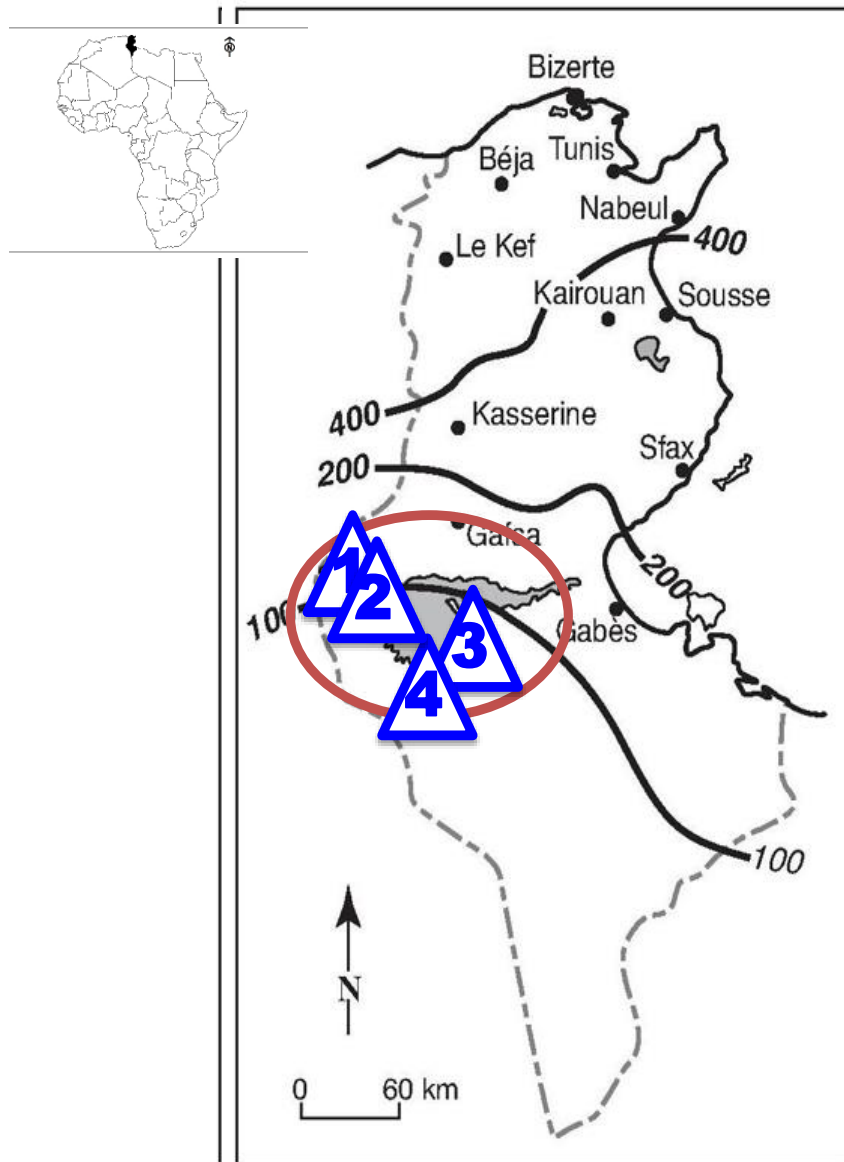 N
Bizerte
Béja
Tunis
Nabeul
Le Kef
400
Kairouan
Sousse
400
Kasserine
200
Sfax
Gafsa
1
2
200
100
3
Gabès
4
100
N
0 60 km